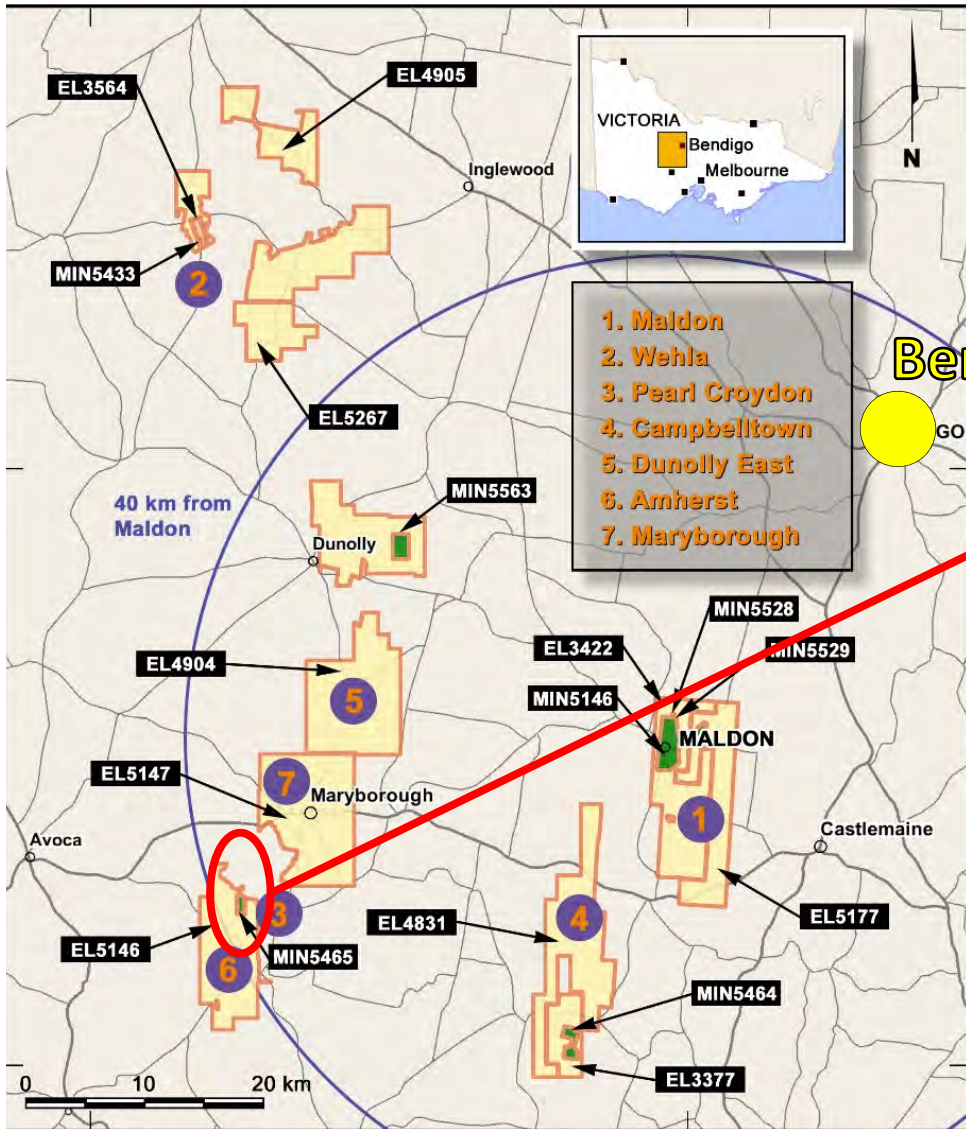 EL4905
EL3564
VICTORIA
Bendigo
Melbourne
N
Inglewood
MIN5433
2
1. Maldon
2. Wehla
3. Pearl Croydon
4. Campbelltown
5. Dunolly East
6. Amherst
7. Maryborough
Ben
GO
EL5267
40 km from
Maldon
MIN5563
Dunolly
MIN5528
EL3422
MIN5529
EL4904
MIN5146
5
MALDON
EL5147
7
Maryborough
1
Castlemaine
Avoca
3
4
EL5177
EL5146
MIN5465
EL4831
6
MIN5464
EL3377
0 10 20 km